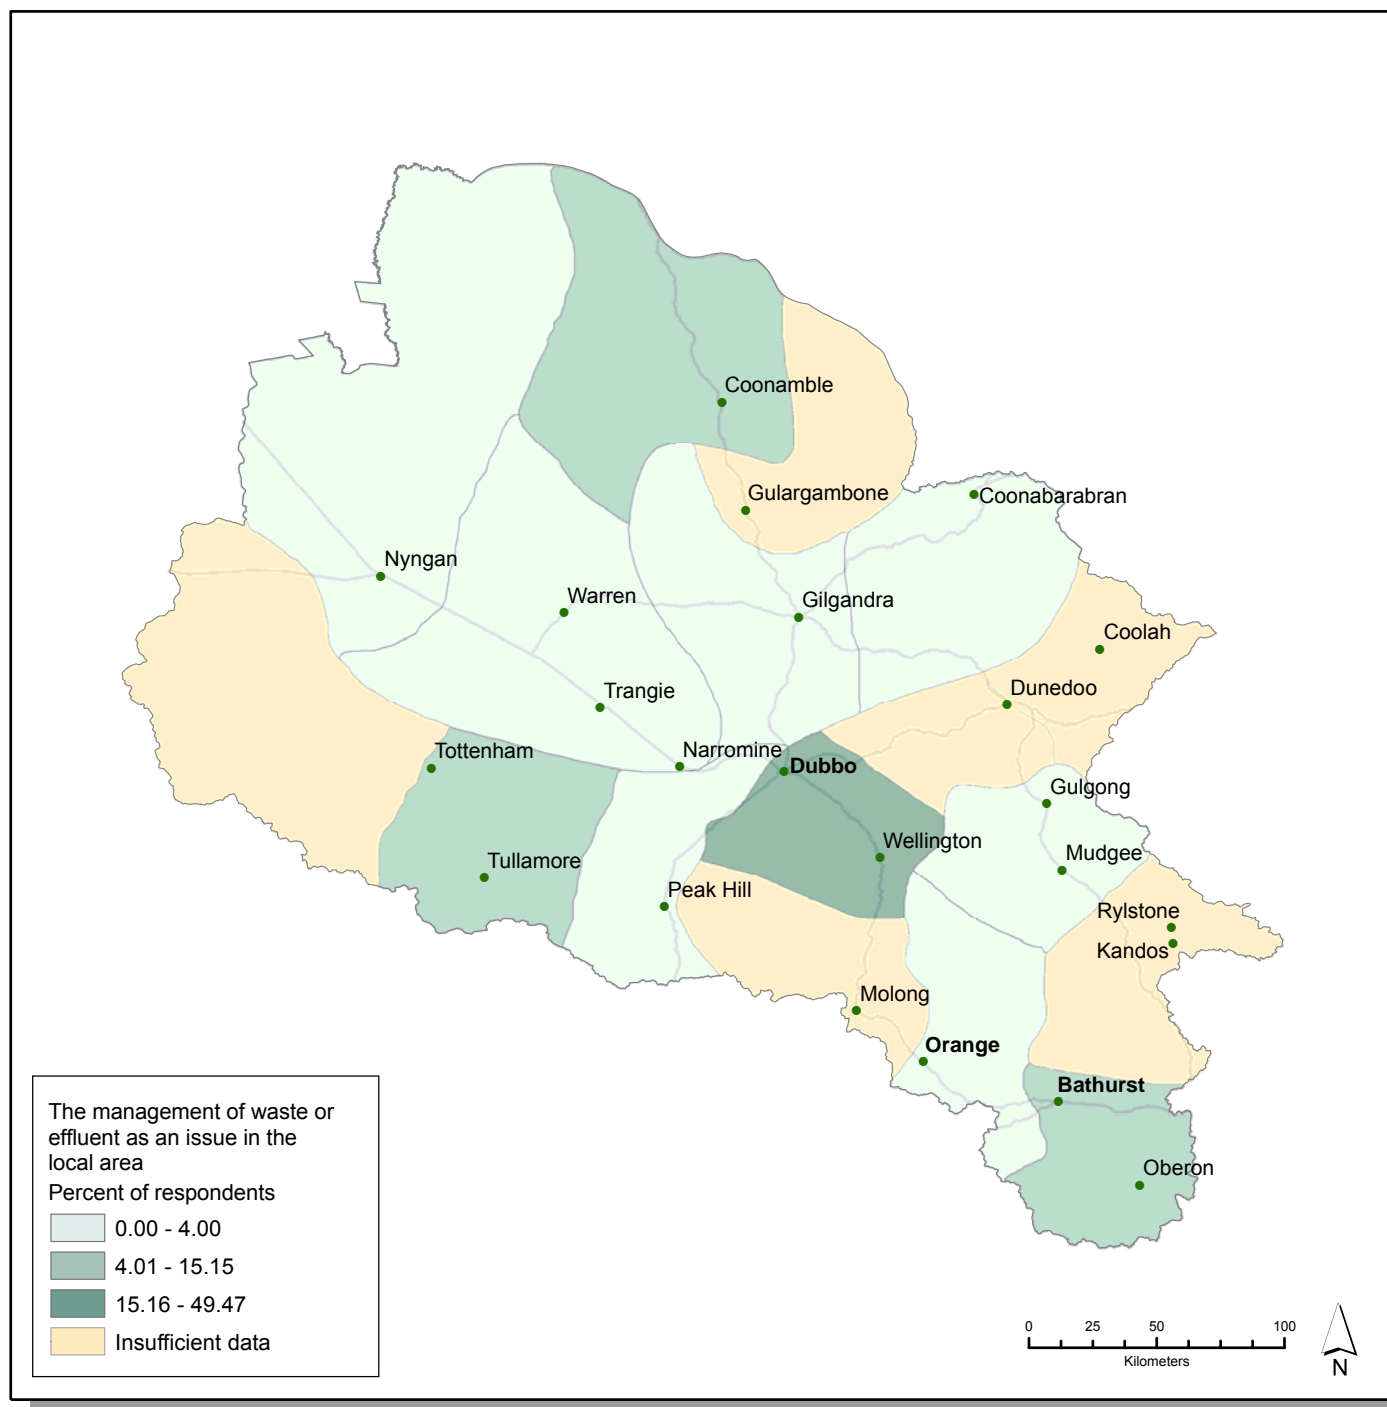 Coonamble
Gulargambone
Coonabarabran
Nyngan
Warren
Gilgandra
Coolah
Trangie
Dunedoo
Tottenham
Narromine
Dubbo
Gulgong
Wellington
Mudgee
Tullamore
Peak Hill
Rylstone
Kandos
Molong
Orange
Bathurst
Oberon
The management of waste or
effluent as an issue in the
local area
Percent of respondents
0.00 - 4.00
4.01 - 15.15
15.16 - 49.47
Insufficient data
0 25 50 100
Kilometers
N